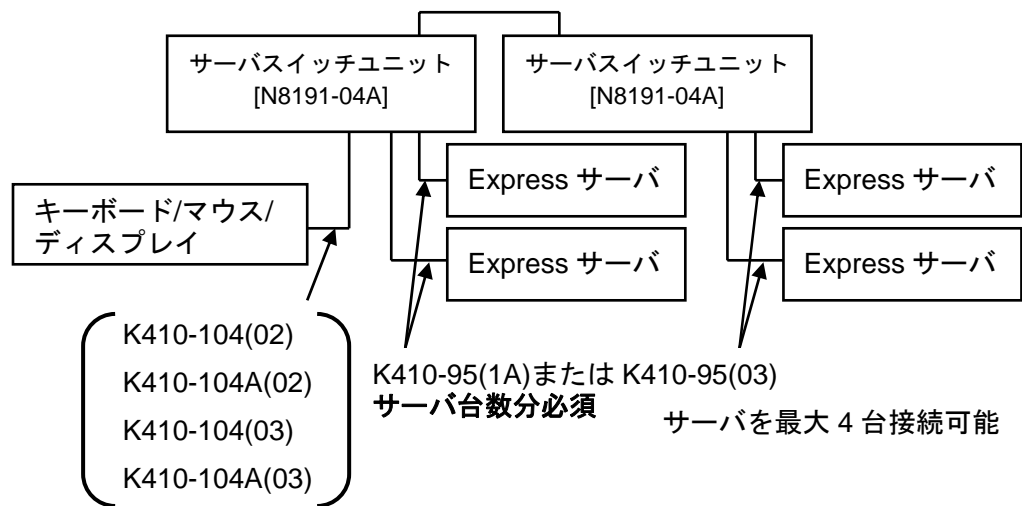 サーバスイッチユニット
[N8191-04A]
サーバスイッチユニット
[N8191-04A]
Express サーバ
Express サーバ
キーボード/マウス/
ディスプレイ
Express サーバ
Express サーバ
K410-104(02)
K410-104A(02)
K410-104(03)
K410-104A(03)
K410-95(1A)または K410-95(03)
サーバ台数分必須
サーバを最大 4 台接続可能